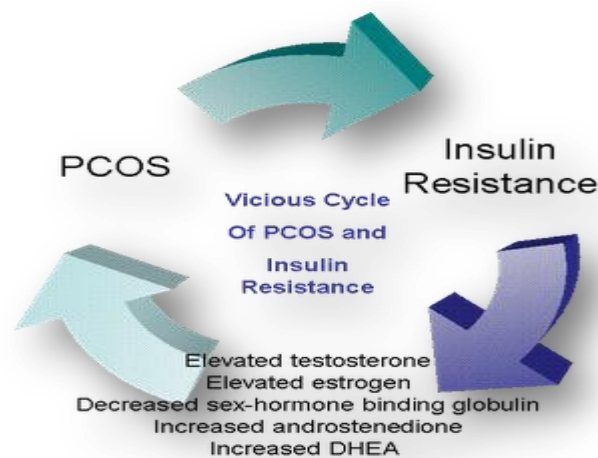 PCOS
Insulin
Resistance
Vicious Cycle
Of PCOS and
Insulin
Resistance
Elevated testosterone
Elevated estrogen
Decreased sex-hormone binding globulin
Increased androstenedione
Increased DHEA